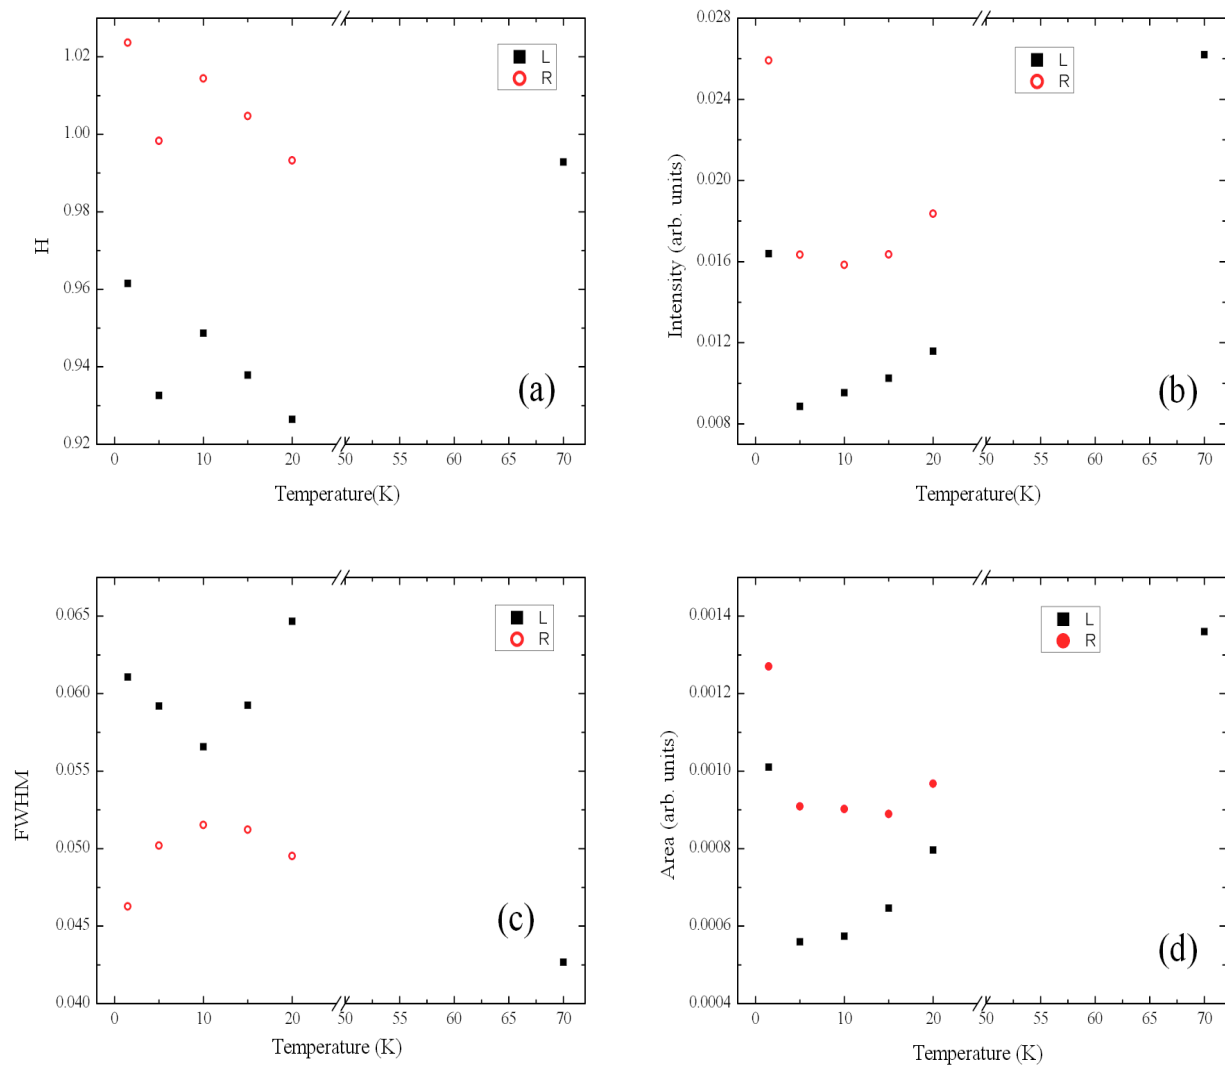 1.02
1.00
0.98
0.96
0.94
0.92
H
L
R
(a)
0 10 20 50 55 60 65 70
Temperature(K)
0.028
0.024
0.020
0.016
0.012
0.008
Intensity (arb. units)
L
R
(b)
0 10 20 50 55 60 65 70
Temperature(K)
0.065
0.060
0.055
0.050
0.045
0.040
FWHM
L
R
(c)
0 10 20 50 55 60 65 70
Temperature (K)
0.0014
0.0012
0.0010
0.0008
0.0006
0.0004
Area (arb. units)
L
R
(d)
0 10 20 50 55 60 65 70
Temperature (K)